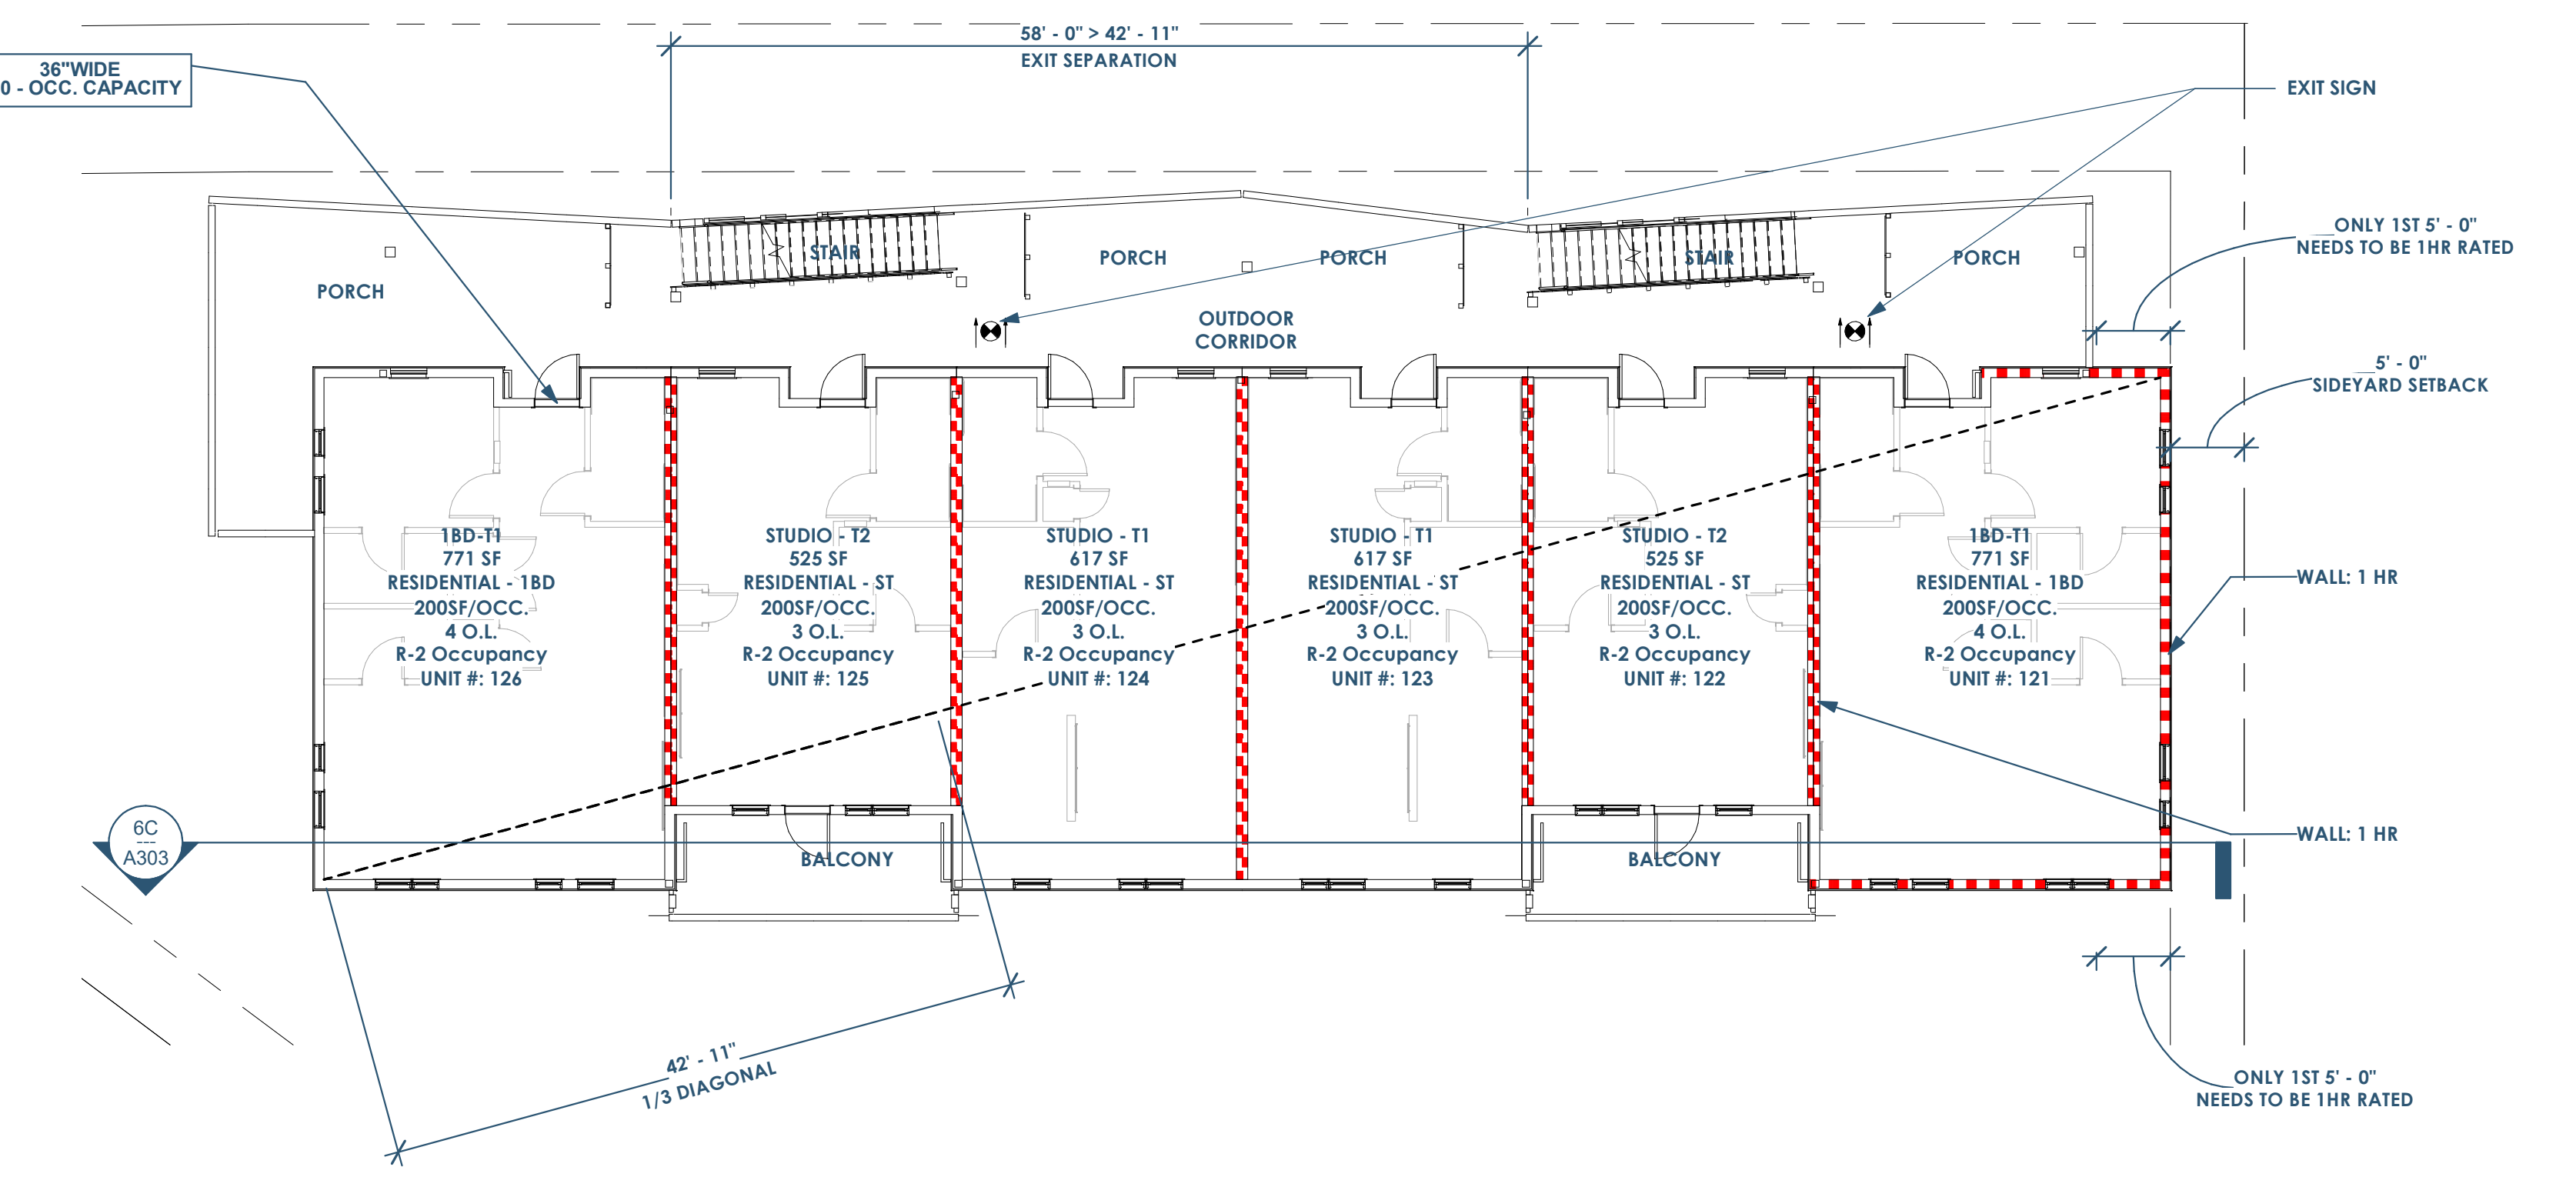 58' - 0" > 42' - 11"
EXIT SEPARATION
36"WIDE
0 - OCC. CAPACITY
EXIT SIGN
ONLY 1ST 5' - 0"
NEEDS TO BE 1HR RATED
STAIR
PORCH
PORCH
STAIR
PORCH
PORCH
OUTDOOR
CORRIDOR
5' - 0"
SIDEYARD SETBACK
1BD-T1
771 SF
RESIDENTIAL - 1BD
200SF/OCC.
4 O.L.
R-2 Occupancy
UNIT #: 126
STUDIO - T2
525 SF
RESIDENTIAL - ST
200SF/OCC.
3 O.L.
R-2 Occupancy
UNIT #: 125
STUDIO - T1
617 SF
RESIDENTIAL - ST
200SF/OCC.
3 O.L.
R-2 Occupancy
UNIT #: 124
STUDIO - T1
617 SF
RESIDENTIAL - ST
200SF/OCC.
3 O.L.
R-2 Occupancy
UNIT #: 123
STUDIO - T2
525 SF
RESIDENTIAL - ST
200SF/OCC.
3 O.L.
R-2 Occupancy
UNIT #: 122
1BD-T1
771 SF
RESIDENTIAL - 1BD
200SF/OCC.
4 O.L.
R-2 Occupancy
UNIT #: 121
WALL: 1 HR
WALL: 1 HR
6C
---
A303
BALCONY
BALCONY
42' - 11"
1/3 DIAGONAL
ONLY 1ST 5' - 0"
NEEDS TO BE 1HR RATED